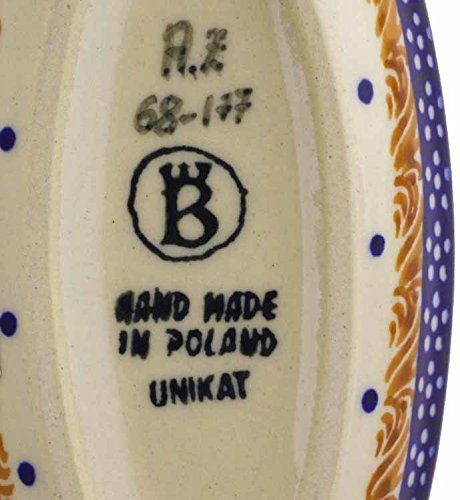 A.Z
68-177
B
HAND MADE
IN POLAND
UNIKAT